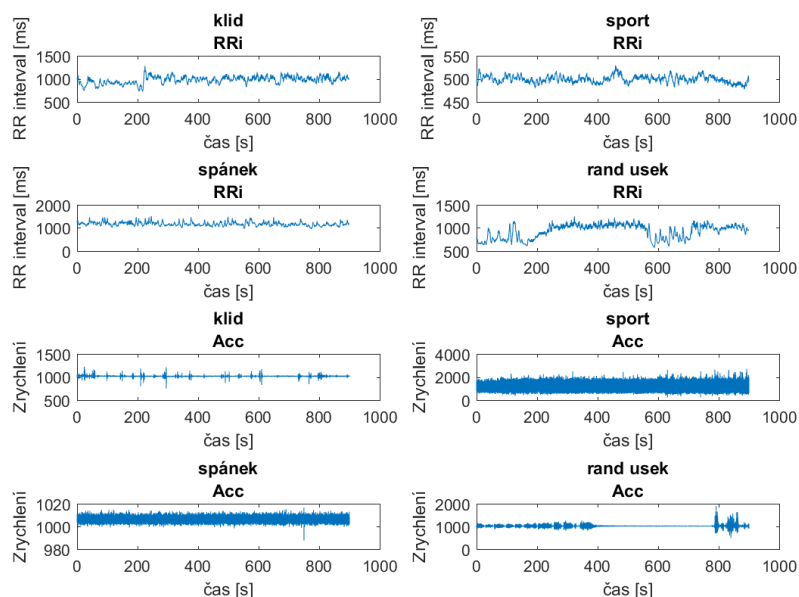 klid
RRi
RR interval [ms]
1500
1000
500
0 200 400 600 800 1000
čas [s]
sport
RRi
RR interval [ms]
550
500
450
0 200 400 600 800 1000
čas [s]
spánek
RRi
RR interval [ms]
2000
1000
0
0 200 400 600 800 1000
čas [s]
rand usek
RRi
RR interval [ms]
1500
1000
500
0 200 400 600 800 1000
čas [s]
klid
Acc
Zrychlení
1500
1000
500
0 200 400 600 800 1000
čas [s]
sport
Acc
Zrychlení
4000
2000
0
0 200 400 600 800 1000
čas [s]
spánek
Acc
Zrychlení
1020
1000
980
0 200 400 600 800 1000
čas [s]
rand usek
Acc
Zrychlení
2000
1000
0
0 200 400 600 800 1000
čas [s]